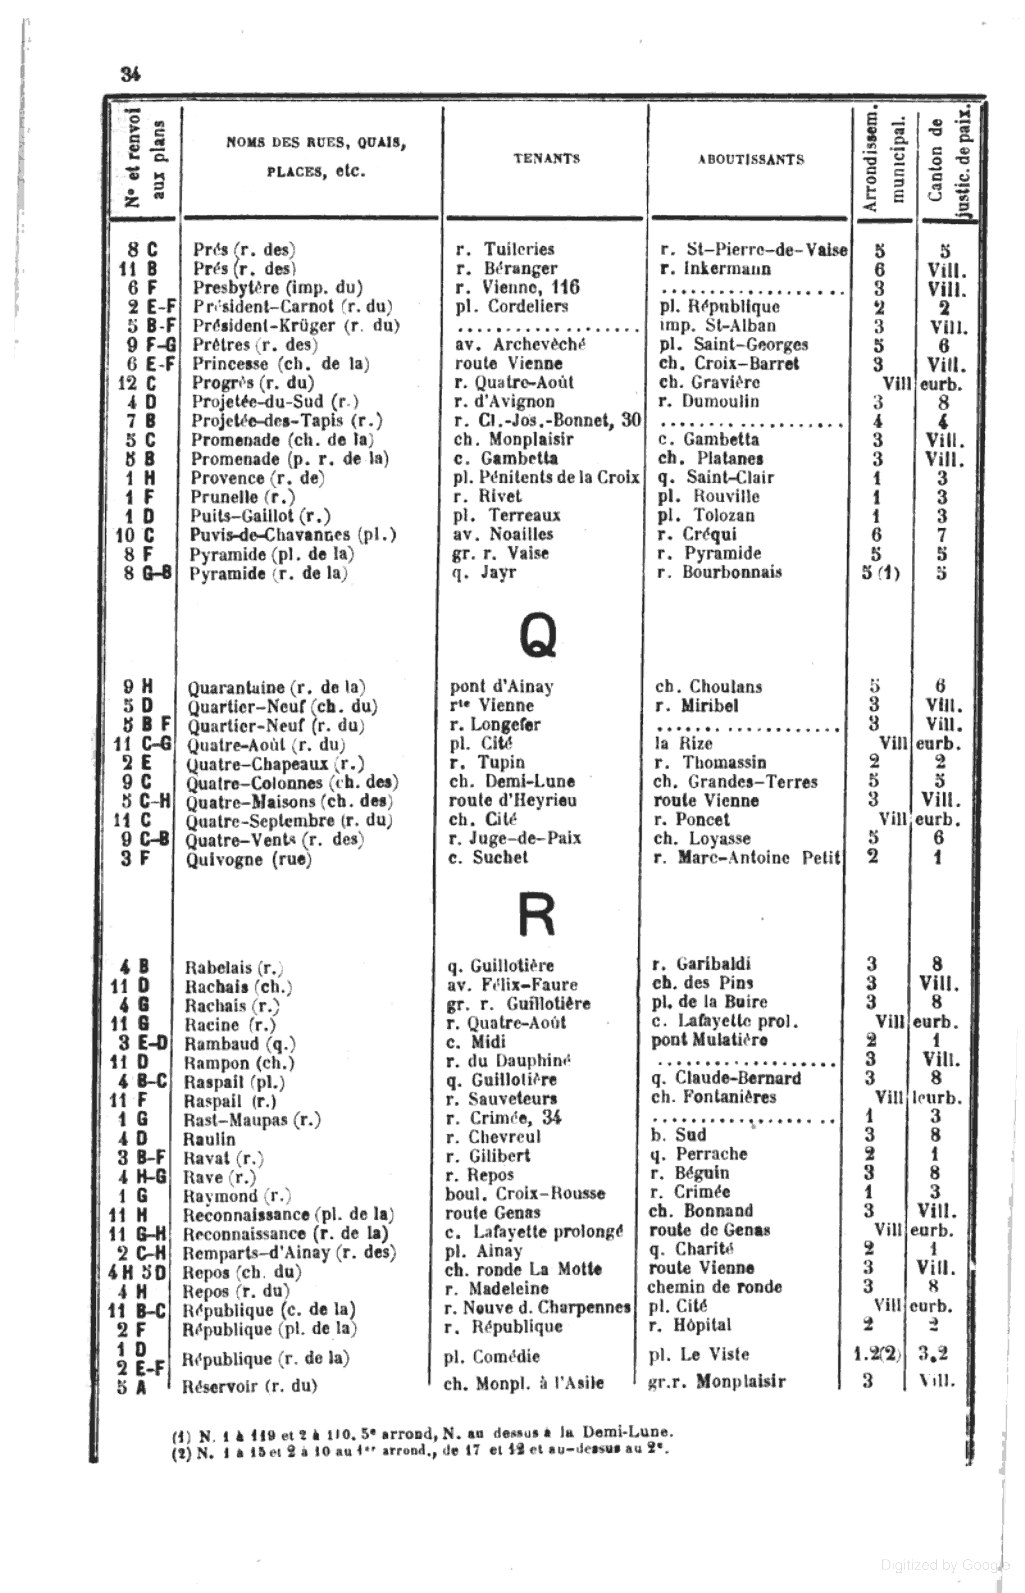 34
N° et renvoi aux plans
NOMS DES RUES, QUAIS, PLACES, etc.
TENANTS
ABOUTISSANTS
Arrondissem. municipal.
Canton de justic. de paix.
8 C Prés (r. des) r. Tuileries r. St-Pierre-de-Vaise 5 5
11 B Prés (r. des) r. Béranger r. Inkermann 6 Vill.
6 F Presbytère (imp. du) r. Vienne, 116 .................. 3 Vill.
2 E-F Président-Carnot (r. du) pl. Cordeliers pl. République 2 2
5 B-F Président-Krüger (r. du) .................. imp. St-Alban 3 Vill.
9 F-G Prêtres (r. des) av. Archevêché pl. Saint-Georges 5 6
6 E-F Princesse (ch. de la) route Vienne ch. Croix-Barret 3 Vill.
12 C Progrès (r. du) r. Quatre-Août ch. Gravière Vill eurb.
4 D Projetée-du-Sud (r.) r. d'Avignon r. Dumoulin 3 8
7 B Projetée-des-Tapis (r.) r. Cl.-Jos.-Bonnet, 30 .................. 4 4
5 C Promenade (ch. de la) ch. Monplaisir c. Gambetta 3 Vill.
5 B Promenade (p. r. de la) c. Gambetta ch. Platanes 3 Vill.
1 H Provence (r. de) pl. Pénitents de la Croix q. Saint-Clair 1 3
1 F Prunelle (r.) r. Rivet pl. Rouville 1 3
1 D Puits-Gaillot (r.) pl. Terreaux pl. Tolozan 1 3
10 C Puvis-de-Chavannes (pl.) av. Noailles r. Créqui 6 7
8 F Pyramide (pl. de la) gr. r. Vaise r. Pyramide 5 5
8 G-B Pyramide (r. de la) q. Jayr r. Bourbonnais 5 (1) 5
Q
9 H Quarantaine (r. de la) pont d'Ainay ch. Choulans 5 6
5 D Quartier-Neuf (ch. du) rte Vienne r. Miribel 3 Vill.
5 B F Quartier-Neuf (r. du) r. Longefer .................. 3 Vill.
11 C-G Quatre-Août (r. du) pl. Cité la Rize Vill eurb.
2 E Quatre-Chapeaux (r.) r. Tupin r. Thomassin 2 2
9 C Quatre-Colonnes (ch. des) ch. Demi-Lune ch. Grandes-Terres 5 5
5 C-H Quatre-Maisons (ch. des) route d'Heyrieu route Vienne 3 Vill.
11 C Quatre-Septembre (r. du) ch. Cité r. Poncet Vill eurb.
9 C-B Quatre-Vents (r. des) r. Juge-de-Paix ch. Loyasse 5 6
3 F Quivogne (rue) c. Suchet r. Marc-Antoine Petit 2 1
R
4 B Rabelais (r.) q. Guillotière r. Garibaldi 3 8
11 D Rachais (ch.) av. Félix-Faure ch. des Pins 3 Vill.
4 G Rachais (r.) gr. r. Guillotière pl. de la Buire 3 8
11 G Racine (r.) r. Quatre-Août c. Lafayette prol. Vill eurb.
3 E-D Rambaud (q.) c. Midi pont Mulatière 2 1
11 D Rampon (ch.) r. du Dauphiné .................. 3 Vill.
4 B-C Raspail (pl.) q. Guillotière q. Claude-Bernard 3 8
11 F Raspail (r.) r. Sauveteurs ch. Fontanières Vill leurb.
1 G Rast-Maupas (r.) r. Crimée, 34 .................. 1 3
4 D Raulin r. Chevreul b. Sud 3 8
3 B-F Ravat (r.) r. Gilibert q. Perrache 2 1
4 H-G Rave (r.) r. Repos r. Béguin 3 8
1 G Raymond (r.) boul. Croix-Rousse r. Crimée 1 3
11 H Reconnaissance (pl. de la) route Genas ch. Bonnand 3 Vill.
11 G-H Reconnaissance (r. de la) c. Lafayette prolongé route de Genas Vill eurb.
2 C-H Remparts-d'Ainay (r. des) pl. Ainay q. Charité 2 1
4 H 5 D Repos (ch. du) ch. ronde La Motte route Vienne 3 Vill.
4 H Repos (r. du) r. Madeleine chemin de ronde 3 8
11 B-C République (c. de la) r. Neuve d. Charpennes pl. Cité Vill eurb.
2 F République (pl. de la) r. République r. Hôpital 2 2
1 D
2 E-F République (r. de la) pl. Comédie pl. Le Viste 1.2(2) 3.2
5 A Réservoir (r. du) ch. Monpl. à l'Asile gr.r. Monplaisir 3 Vill.
(1) N. 1 à 119 et 2 à 110. 5e arrond, N. au dessus à la Demi-Lune.
(2) N. 1 à 15 et 2 à 10 au 1er arrond., de 17 et 12 et au-dessus au 2e.
Digitized by Google